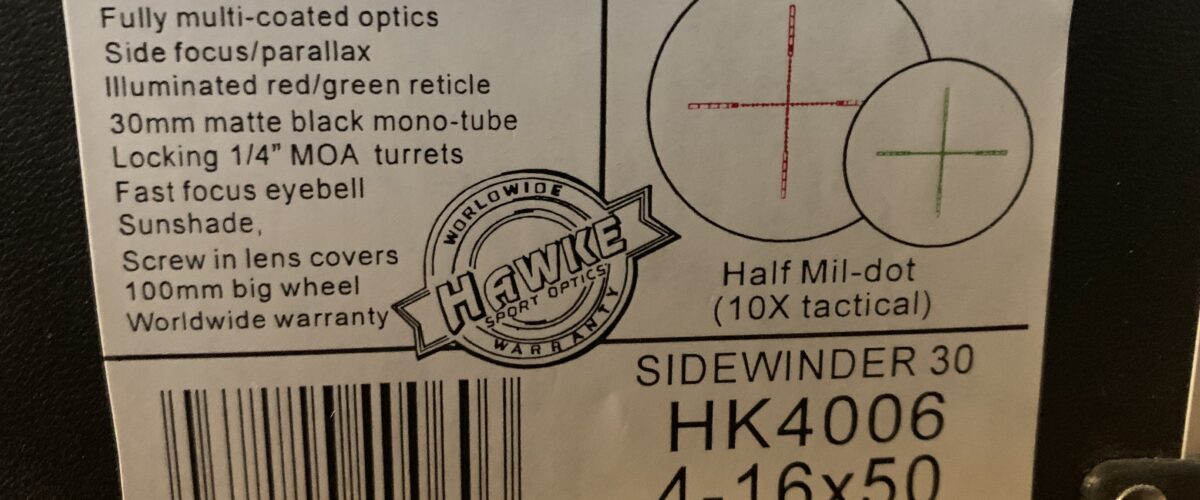 Fully multi-coated optics
Side focus/parallax
Illuminated red/green reticle
30mm matte black mono-tube
Locking 1/4" MOA turrets
Fast focus eyebell
Sunshade,
Screw in lens covers
100mm big wheel
Worldwide warranty
WORLDWIDE
HAWKE
SPORT OPTICS
WARRANTY
Half Mil-dot
(10X tactical)
SIDEWINDER 30
HK4006
4-16x50